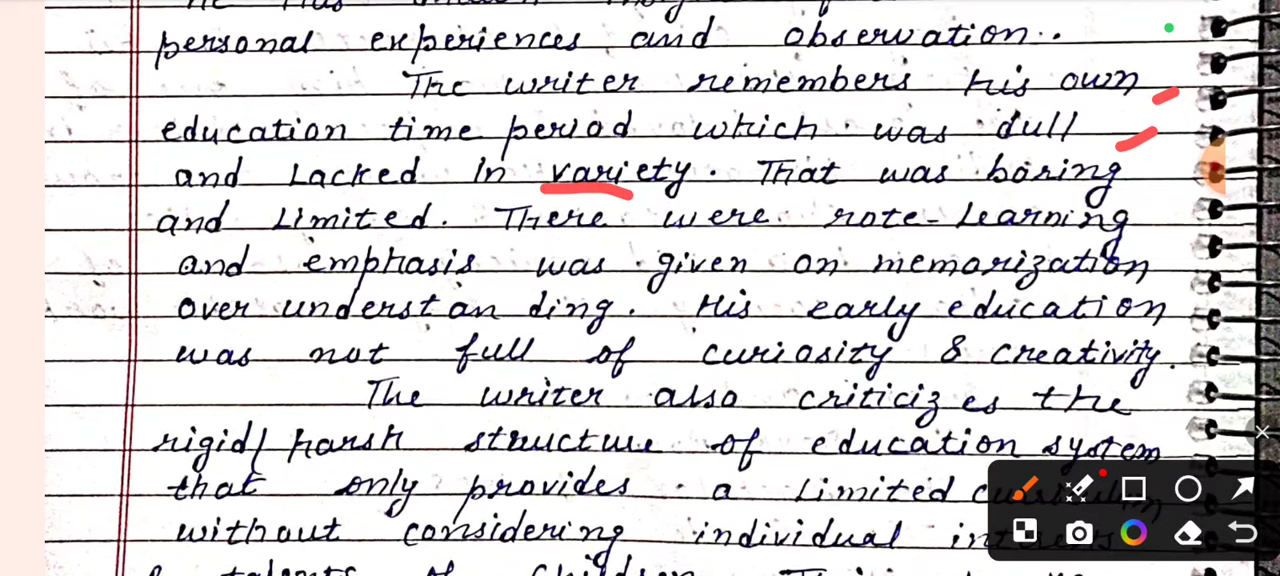 personal experiences and observation..
The writer remembers his own
education time period which was dull
and Lacked in variety. That was boring
and Limited. There were rote-Learning
and emphasis was given on memorization
over understan ding. His early education
was not full of curiosity & creativity.
The writer also criticizes the
rigid/harsh structure of education system
that only provides a Limited
without considering individual